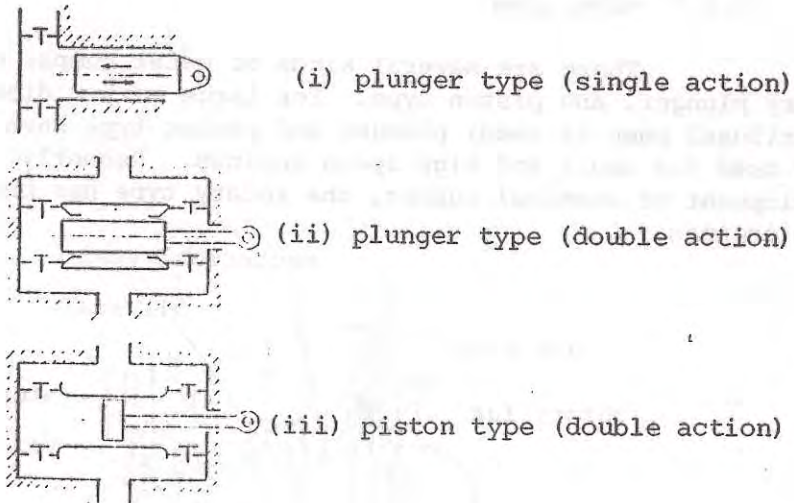 (i) plunger type (single action)
(ii) plunger type (double action)
(iii) piston type (double action)